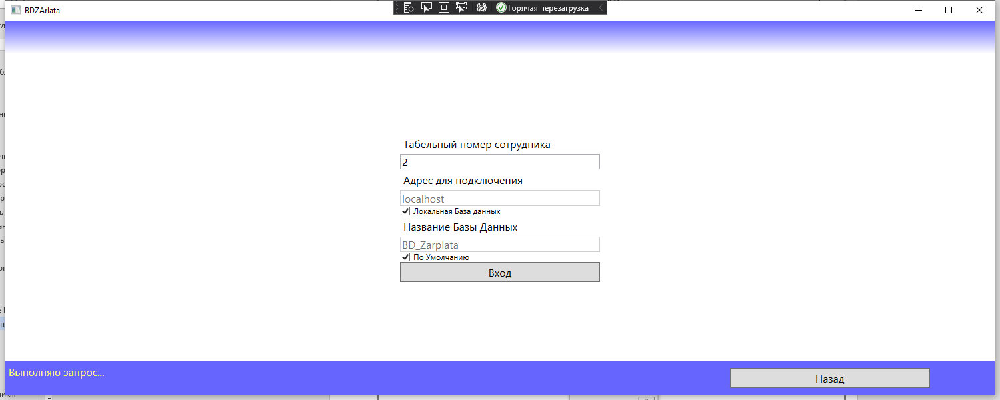 BDZArlata
Горячая перезагрузка
Табельный номер сотрудника
2
Адрес для подключения
localhost
Локальная База данных
Название Базы Данных
BD_Zarplata
По Умолчанию
Вход
Выполняю запрос...
Назад